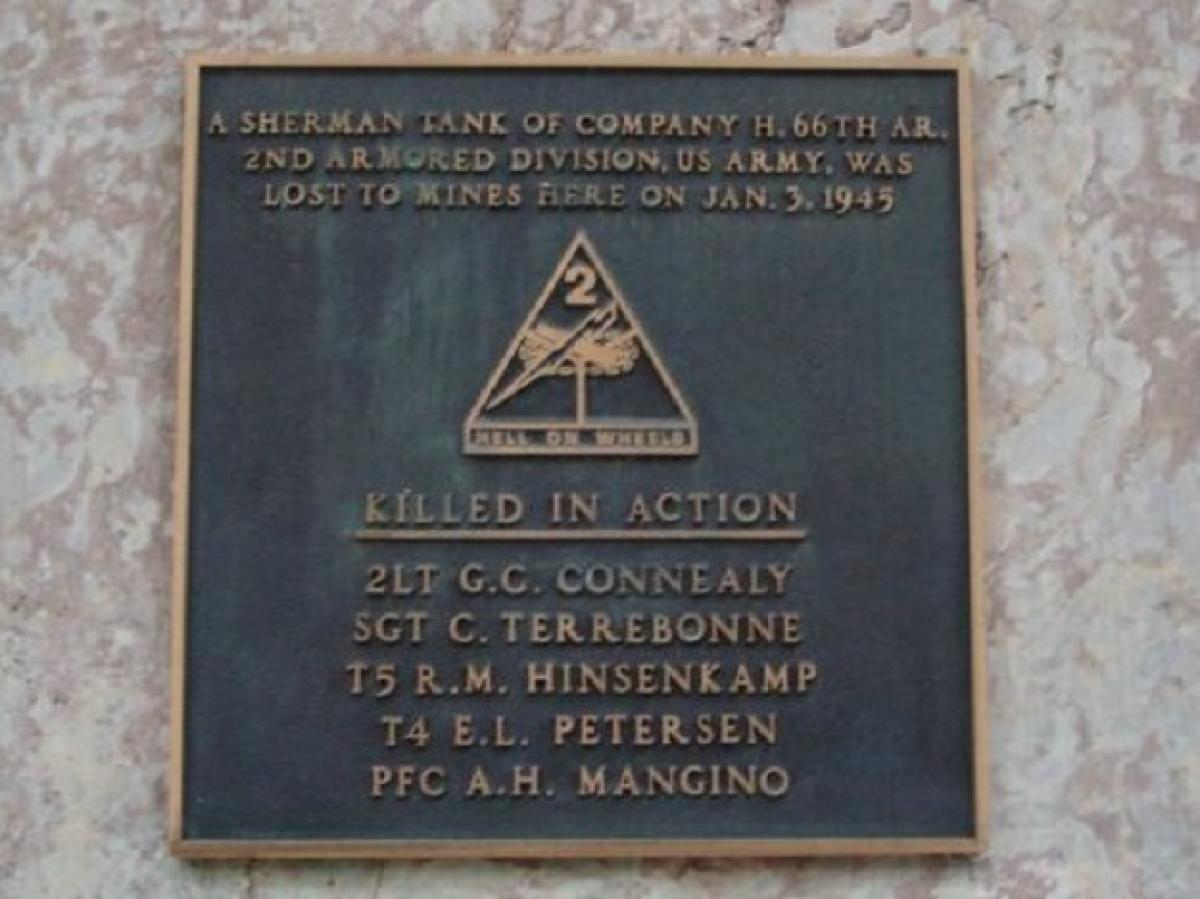 A SHERMAN TANK OF COMPANY H. 66TH AR.
2ND ARMORED DIVISION, US ARMY, WAS
LOST TO MINES HERE ON JAN. 3, 1945
2
HELL ON WHEELS
KILLED IN ACTION
2LT G.C. CONNEALY
SGT C. TERREBONNE
T5 R.M. HINSENKAMP
T4 E.L. PETERSEN
PFC A.H. MANGINO